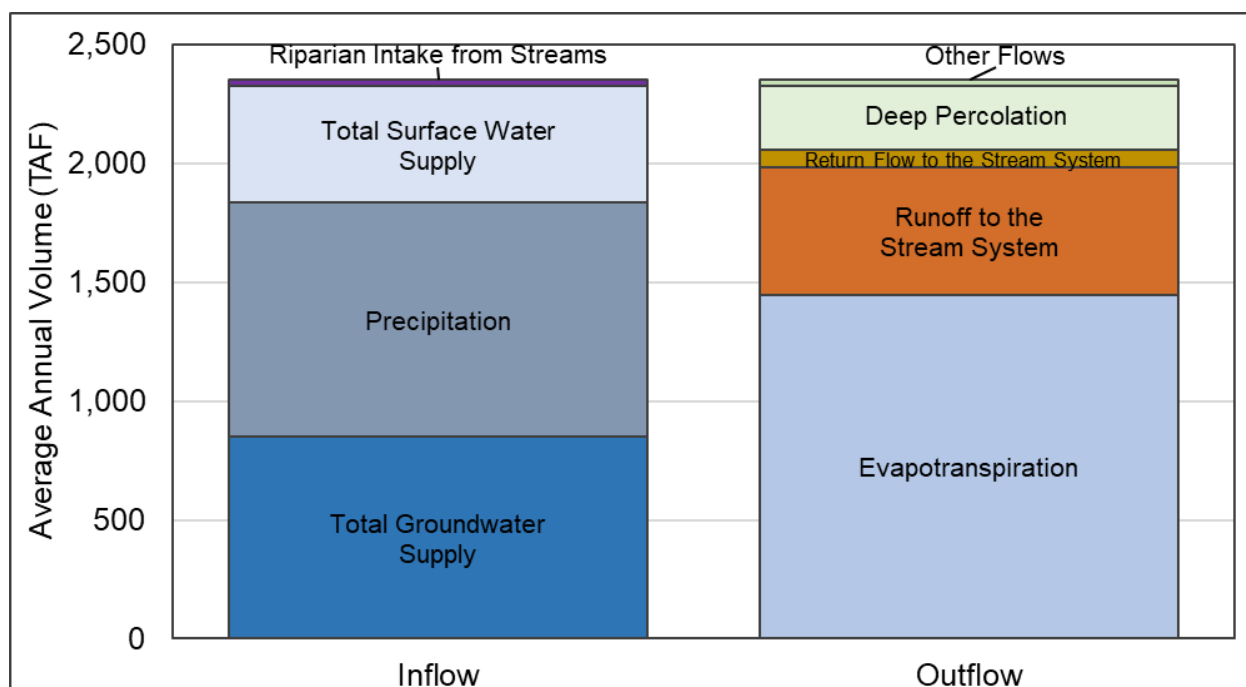 Average Annual Volume (TAF)
2,500
2,000
1,500
1,000
500
0
Riparian Intake from Streams
Total Surface Water
Supply
Precipitation
Total Groundwater
Supply
Inflow
Other Flows
Deep Percolation
Return Flow to the Stream System
Runoff to the
Stream System
Evapotranspiration
Outflow